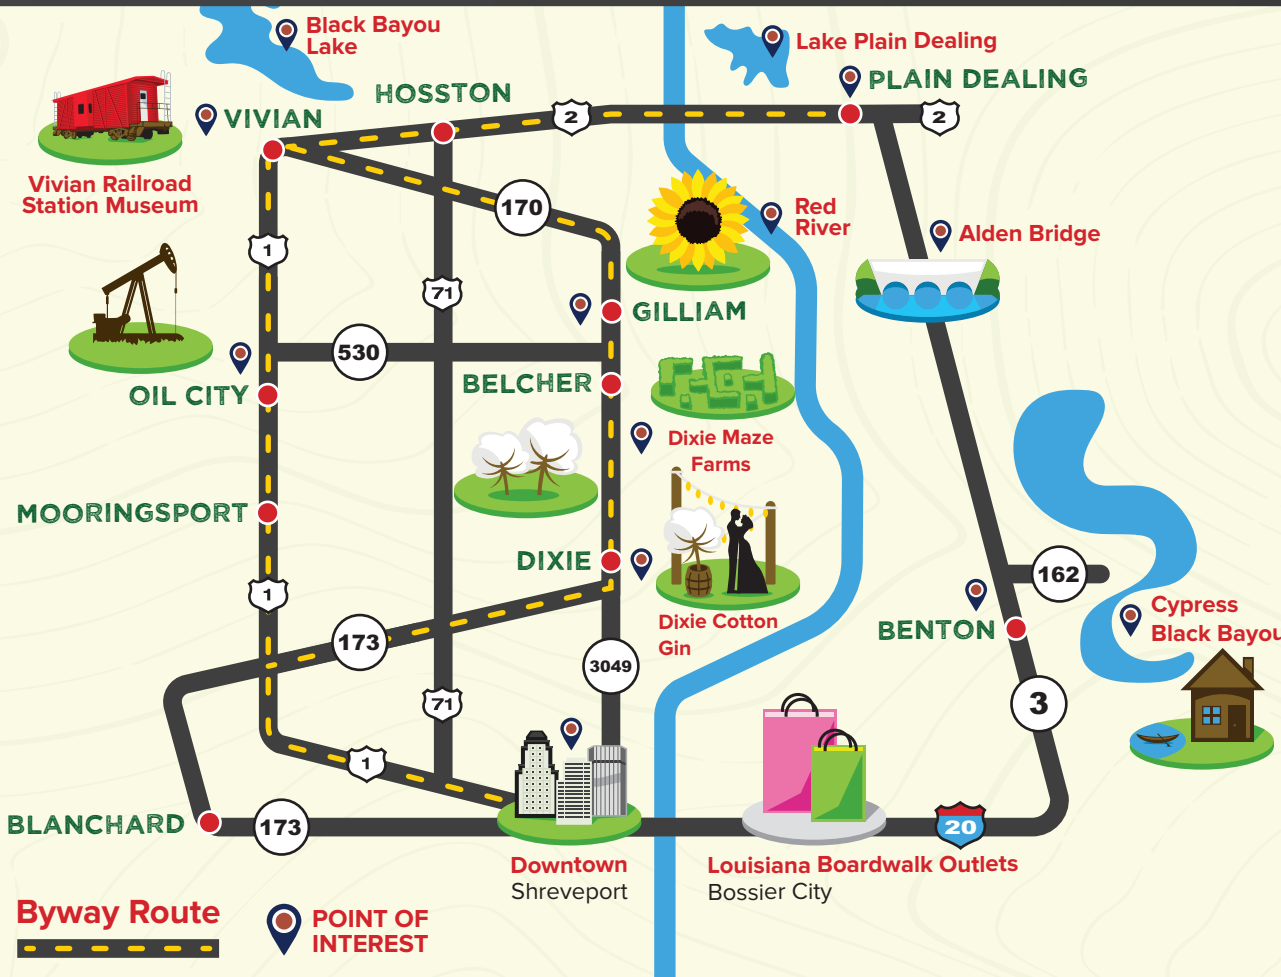 Black Bayou
Lake
Lake Plain Dealing
PLAIN DEALING
HOSSTON
VIVIAN
2
2
Vivian Railroad
Station Museum
170
Red
River
Alden Bridge
1
71
GILLIAM
530
BELCHER
OIL CITY
Dixie Maze
Farms
MOORINGSPORT
DIXIE
162
1
Cypress
Black Bayou
Dixie Cotton
Gin
BENTON
173
3049
71
3
1
BLANCHARD
173
20
Downtown
Shreveport
Louisiana Boardwalk Outlets
Bossier City
Byway Route
POINT OF
INTEREST